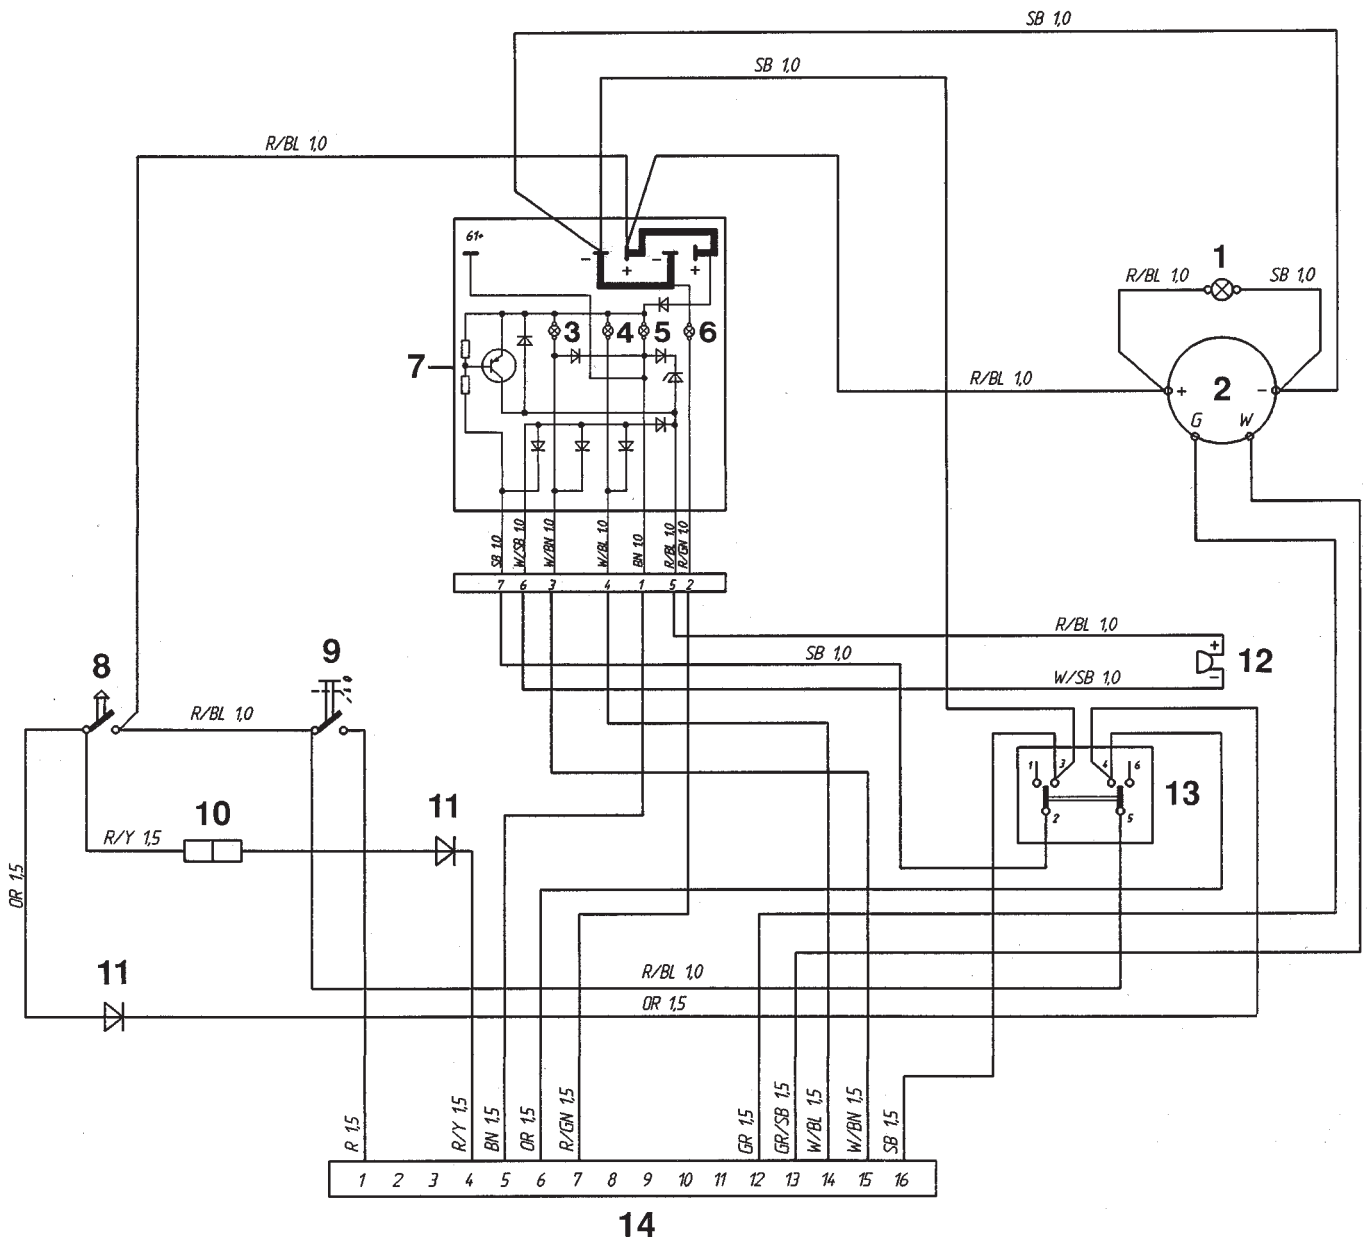 SB 1,0
SB 1,0
R/BL 1,0
61+
−
+
−
+
1
R/BL 1,0
SB 1,0
3
4
5
6
7
R/BL 1,0
+
2
−
G
W
SB 1,0
W/SB 1,0
W/BN 1,0
W/BL 1,0
BN 1,0
R/BL 1,0
R/GN 1,0
7 6 3 4 1 5 2
R/BL 1,0
SB 1,0
W/SB 1,0
+
−
12
8
9
R/BL 1,0
1 3 4 6
2 5
13
10
11
R/Y 1,5
OR 1,5
11
R/BL 1,0
OR 1,5
R 1,5
R/Y 1,5
BN 1,5
OR 1,5
R/GN 1,5
GR 1,5
GR/SB 1,5
W/BL 1,5
W/BN 1,5
SB 1,5
1 2 3 4 5 6 7 8 9 10 11 12 13 14 15 16
14